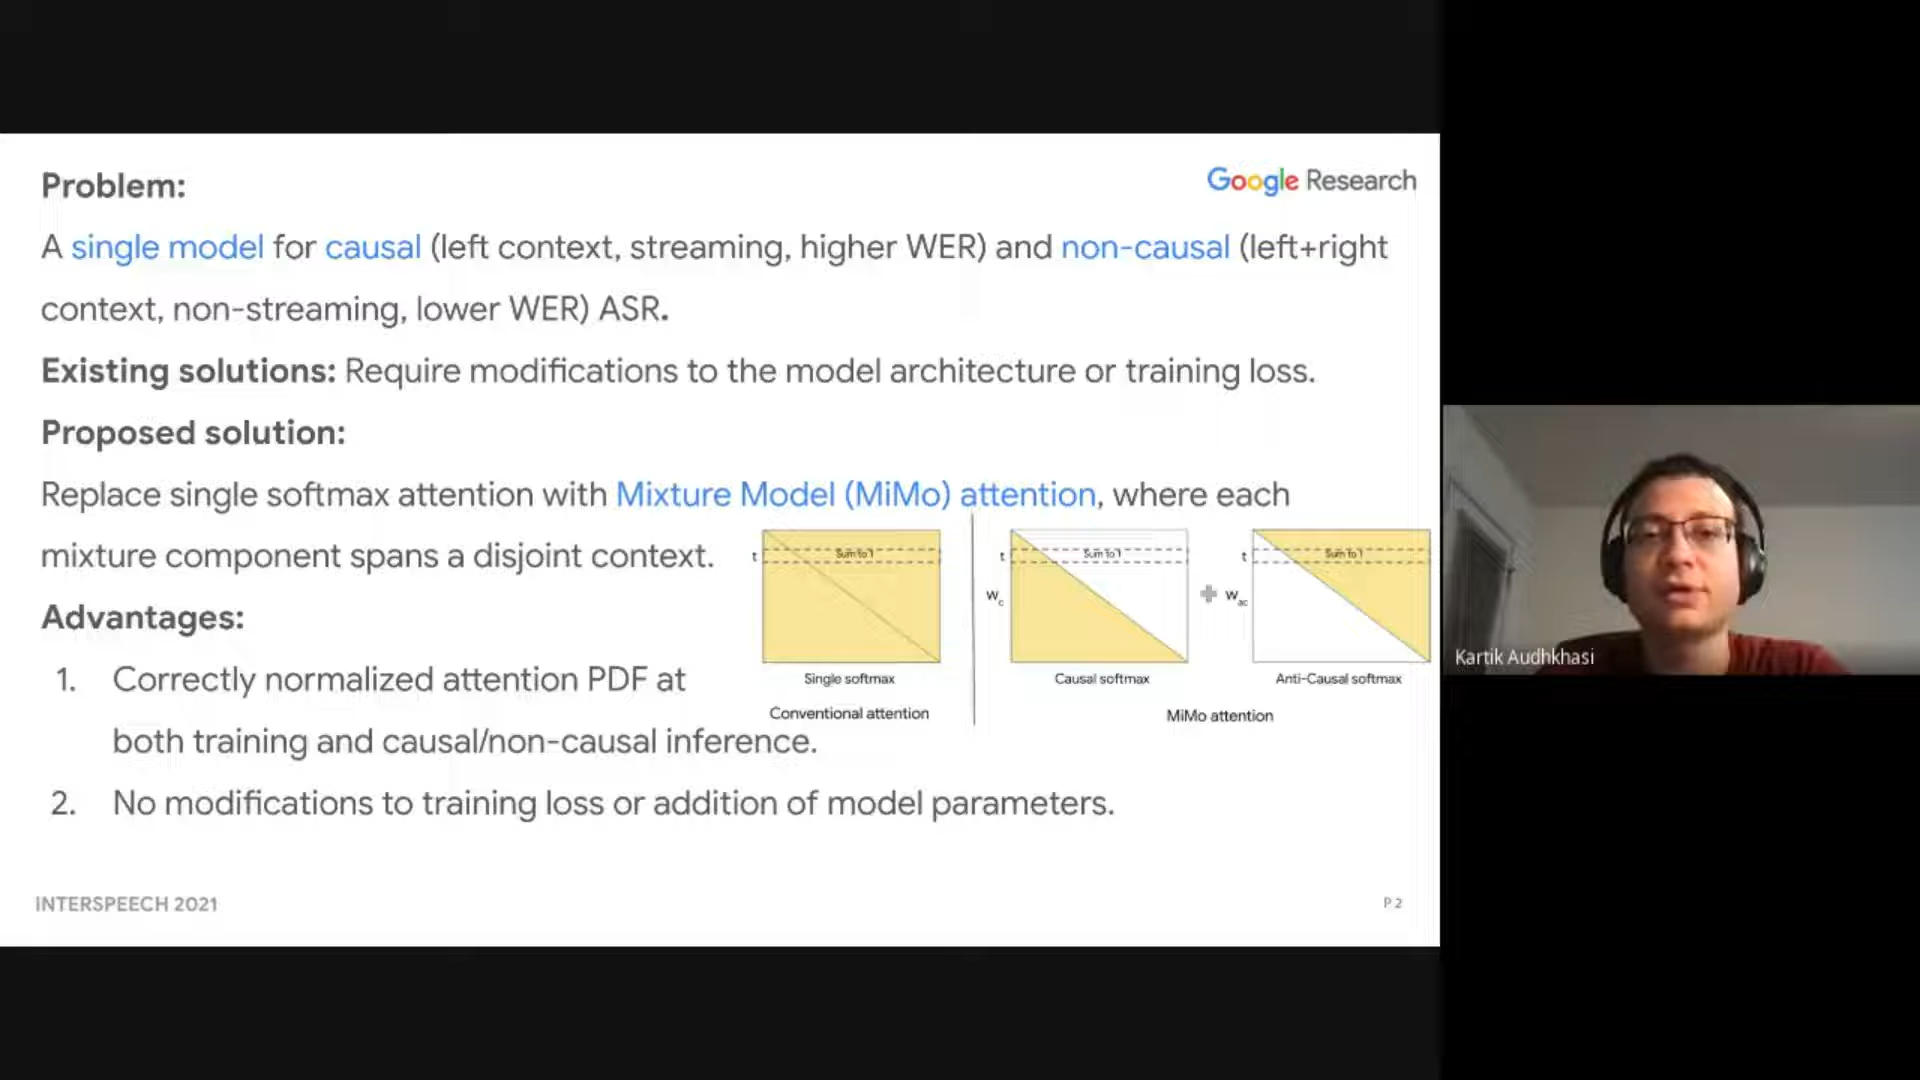 Problem:
Google Research
A single model for causal (left context, streaming, higher WER) and non-causal (left+right
context, non-streaming, lower WER) ASR.
Existing solutions: Require modifications to the model architecture or training loss.
Proposed solution:
Replace single softmax attention with Mixture Model (MiMo) attention, where each
mixture component spans a disjoint context.
t Sum to 1
t Sum to 1
t Sum to 1
Wc
Wac
Single softmax
Causal softmax
Anti-Causal softmax
Conventional attention
MiMo attention
Advantages:
1. Correctly normalized attention PDF at
both training and causal/non-causal inference.
2. No modifications to training loss or addition of model parameters.
INTERSPEECH 2021
P 2
Kartik Audhkhasi